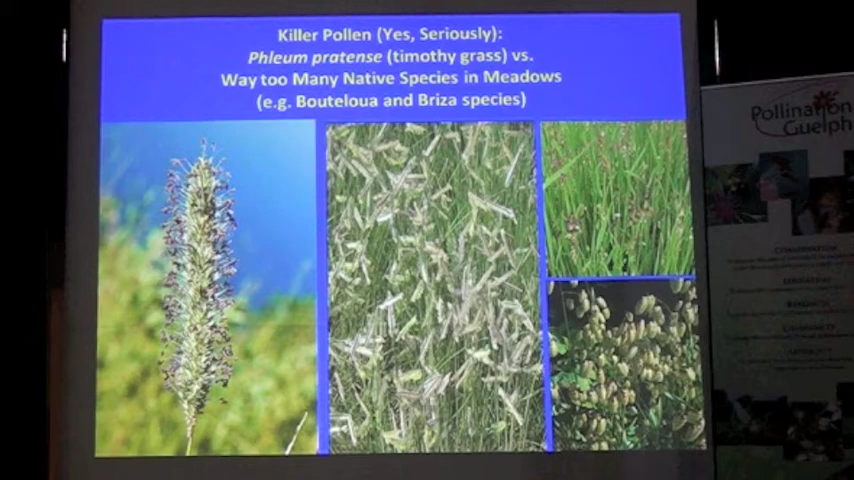 Killer Pollen (Yes, Seriously):
Phleum pratense (timothy grass) vs.
Way too Many Native Species in Meadows
(e.g. Bouteloua and Briza species)
Pollination
Guelph
CONSERVATION